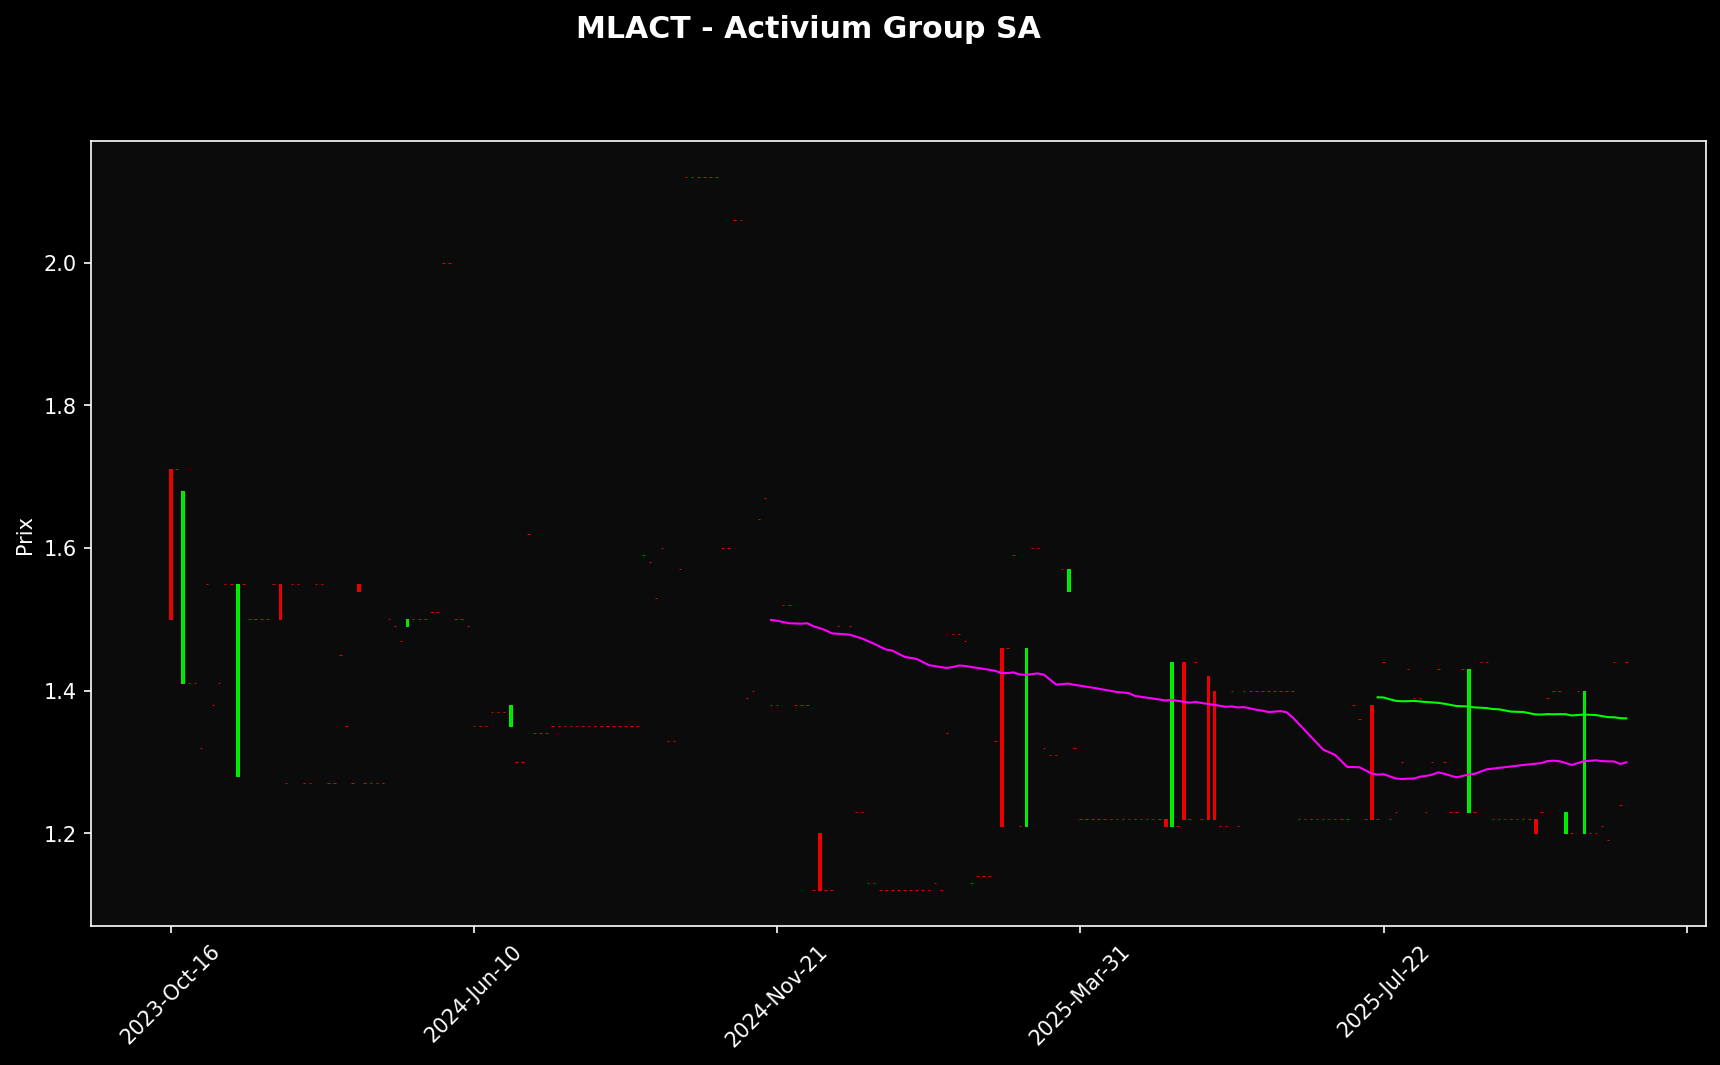 MLACT - Activium Group SA
Prix
2.0
1.8
1.6
1.4
1.2
2023-Oct-16
2024-Jun-10
2024-Nov-21
2025-Mar-31
2025-Jul-22